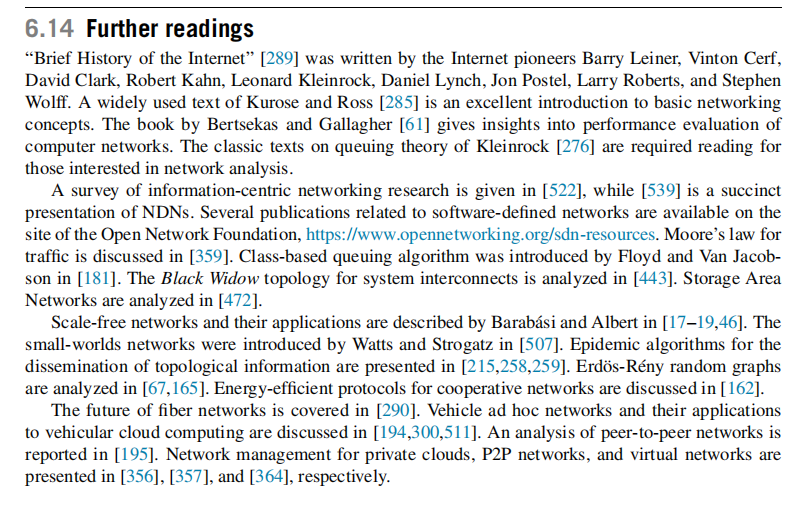 6.14 Further readings
“Brief History of the Internet” [289] was written by the Internet pioneers Barry Leiner, Vinton Cerf,
David Clark, Robert Kahn, Leonard Kleinrock, Daniel Lynch, Jon Postel, Larry Roberts, and Stephen
Wolff. A widely used text of Kurose and Ross [285] is an excellent introduction to basic networking
concepts. The book by Bertsekas and Gallagher [61] gives insights into performance evaluation of
computer networks. The classic texts on queuing theory of Kleinrock [276] are required reading for
those interested in network analysis.
A survey of information-centric networking research is given in [522], while [539] is a succinct
presentation of NDNs. Several publications related to software-defined networks are available on the
site of the Open Network Foundation, https://www.opennetworking.org/sdn-resources. Moore’s law for
traffic is discussed in [359]. Class-based queuing algorithm was introduced by Floyd and Van Jacob-
son in [181]. The Black Widow topology for system interconnects is analyzed in [443]. Storage Area
Networks are analyzed in [472].
Scale-free networks and their applications are described by Barabási and Albert in [17–19,46]. The
small-worlds networks were introduced by Watts and Strogatz in [507]. Epidemic algorithms for the
dissemination of topological information are presented in [215,258,259]. Erdös-Rény random graphs
are analyzed in [67,165]. Energy-efficient protocols for cooperative networks are discussed in [162].
The future of fiber networks is covered in [290]. Vehicle ad hoc networks and their applications
to vehicular cloud computing are discussed in [194,300,511]. An analysis of peer-to-peer networks is
reported in [195]. Network management for private clouds, P2P networks, and virtual networks are
presented in [356], [357], and [364], respectively.